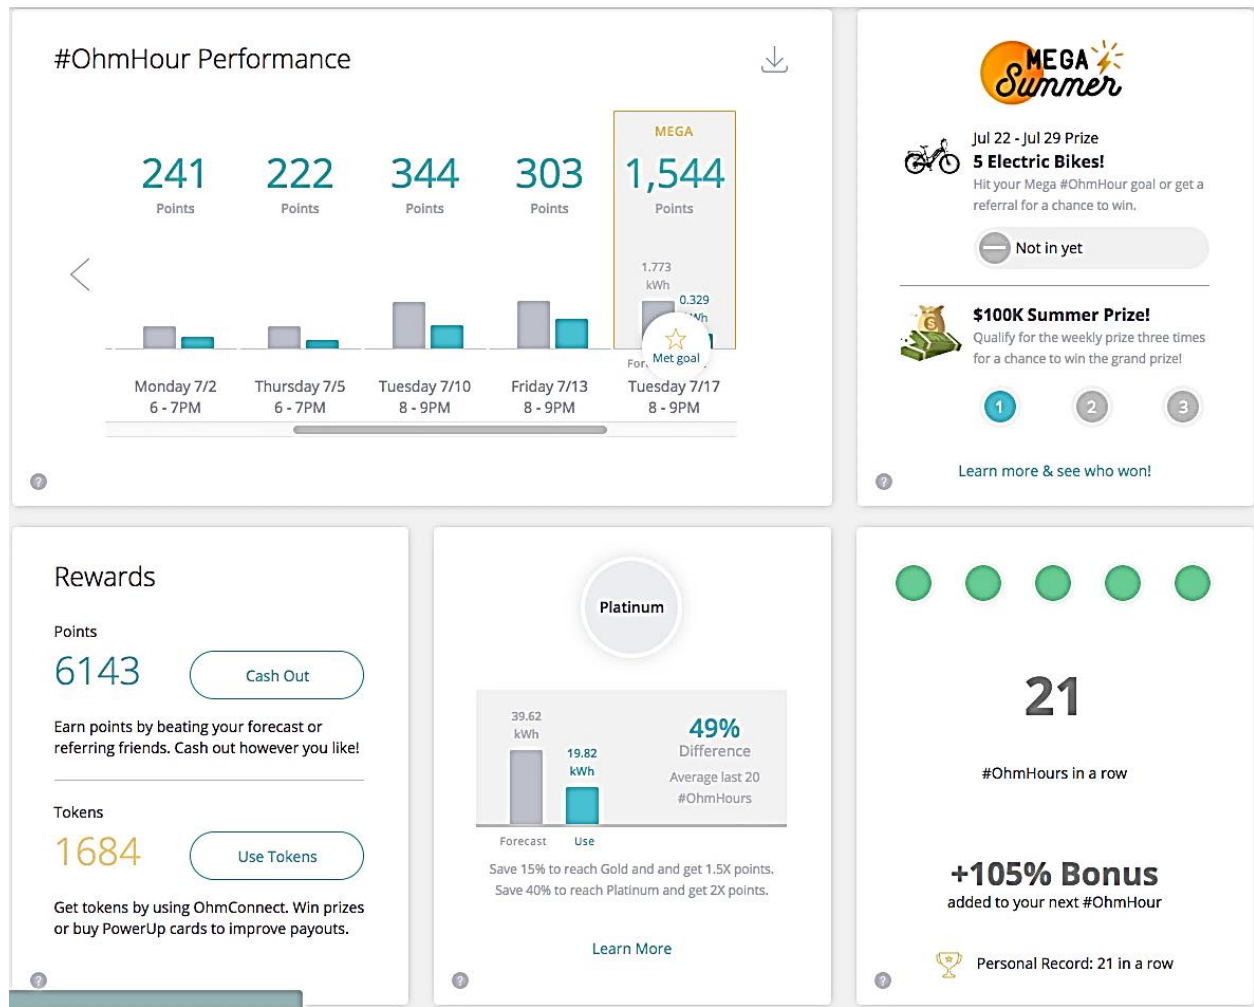 #OhmHour Performance
241
Points
222
Points
344
Points
303
Points
MEGA
1,544
Points
1.773
kWh
0.329
Met goal
Monday 7/2
6 - 7PM
Thursday 7/5
6 - 7PM
Tuesday 7/10
8 - 9PM
Friday 7/13
8 - 9PM
Tuesday 7/17
8 - 9PM
?
MEGA
Summer
Jul 22 - Jul 29 Prize
5 Electric Bikes!
Hit your Mega #OhmHour goal or get a
referral for a chance to win.
Not in yet
$100K Summer Prize!
Qualify for the weekly prize three times
for a chance to win the grand prize!
1 2 3
Learn more & see who won!
?
Rewards
Points
6143
Cash Out
Earn points by beating your forecast or
referring friends. Cash out however you like!
Tokens
1684
Use Tokens
Get tokens by using OhmConnect. Win prizes
or buy PowerUp cards to improve payouts.
?
Platinum
39.62
kWh
19.82
kWh
49%
Difference
Average last 20
#OhmHours
Forecast Use
Save 15% to reach Gold and and get 1.5X points.
Save 40% to reach Platinum and get 2X points.
Learn More
?
21
#OhmHours in a row
+105% Bonus
added to your next #OhmHour
Personal Record: 21 in a row
?